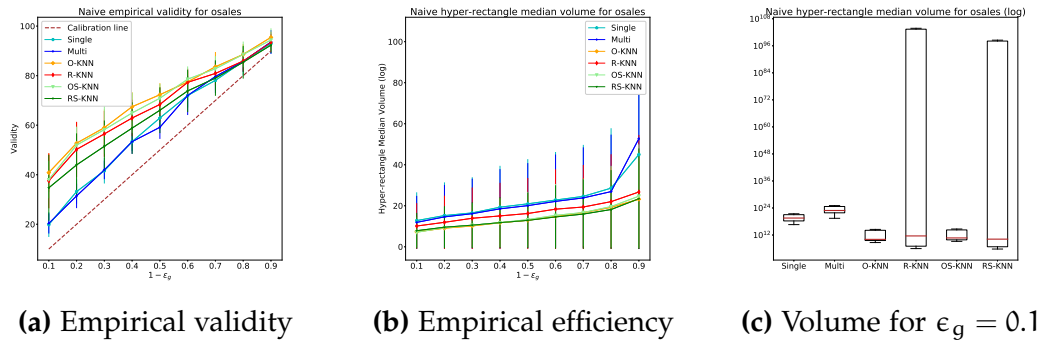 Naive empirical validity for osales
Calibration line
Single
Multi
O-KNN
R-KNN
OS-KNN
RS-KNN
Validity
100
80
60
40
20
0.1 0.2 0.3 0.4 0.5 0.6 0.7 0.8 0.9
1 − ϵg
(a) Empirical validity
Naive hyper-rectangle median volume for osales
Single
Multi
O-KNN
R-KNN
OS-KNN
RS-KNN
Hyper-rectangle Median Volume (log)
100
80
60
40
20
0
0.1 0.2 0.3 0.4 0.5 0.6 0.7 0.8 0.9
1 − ϵg
(b) Empirical efficiency
Naive hyper-rectangle median volume for osales (log)
10^108
10^96
10^84
10^72
10^60
10^48
10^36
10^24
10^12
Single Multi O-KNN R-KNN OS-KNN RS-KNN
(c) Volume for ϵg = 0.1